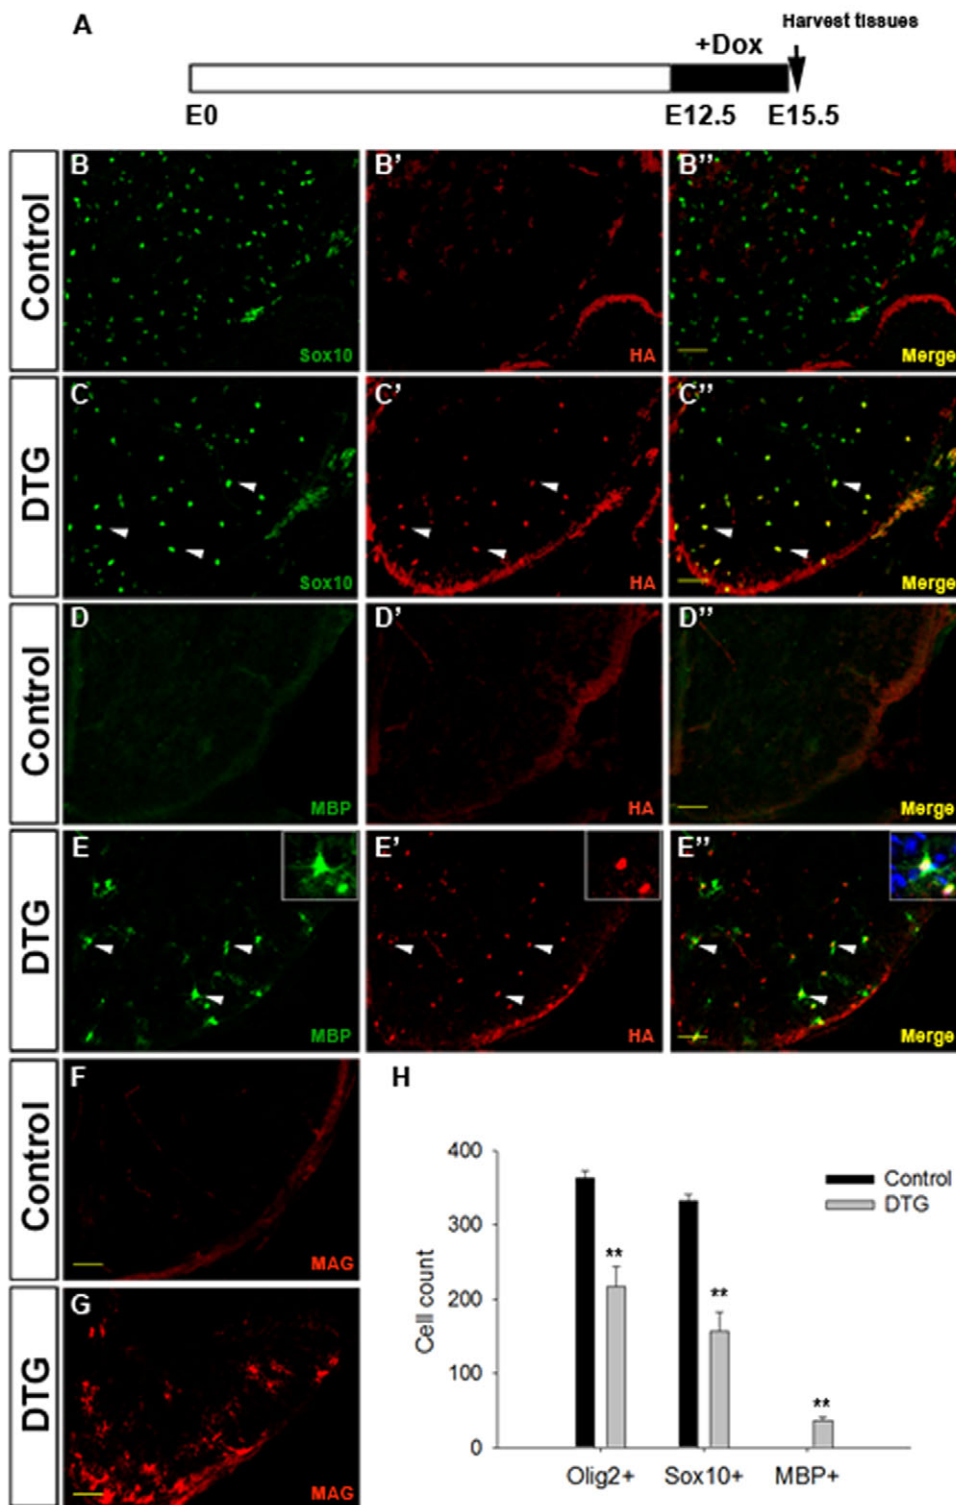 A
Harvest tissues
+Dox
E0
E12.5
E15.5
Control
B
Sox10
B'
HA
B''
Merge
DTG
C
Sox10
C'
HA
C''
Merge
Control
D
MBP
D'
HA
D''
Merge
DTG
E
MBP
E'
HA
E''
Merge
Control
F
MAG
DTG
G
MAG
H
400
300
200
100
0
Cell count
Control
DTG
**
**
**
Olig2+
Sox10+
MBP+